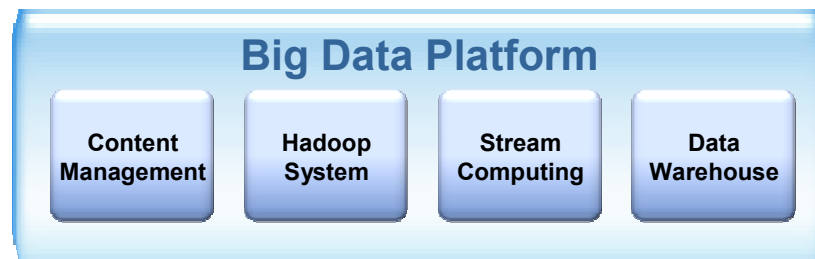 Big Data Platform
Content
Management
Hadoop
System
Stream
Computing
Data
Warehouse